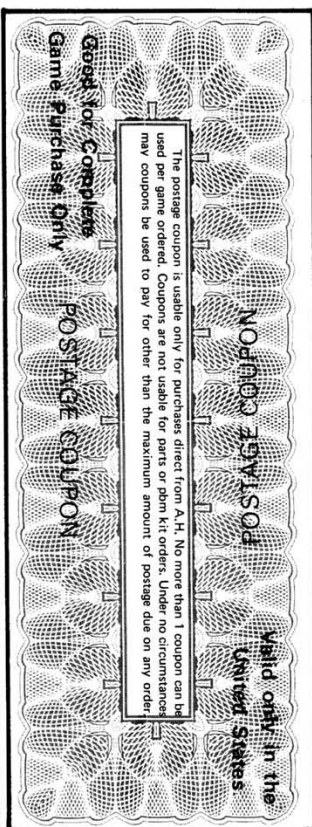 POSTAGE COUPON
Valid only in the
United States
The postage coupon is usable only for purchases direct from A.H. No more than 1 coupon can be
used per game ordered. Coupons are not usable for parts or pbm kit orders. Under no circumstances
may coupons be used to pay for other than the maximum amount of postage due on any order.
Good for Complete
Game Purchase Only
POSTAGE COUPON